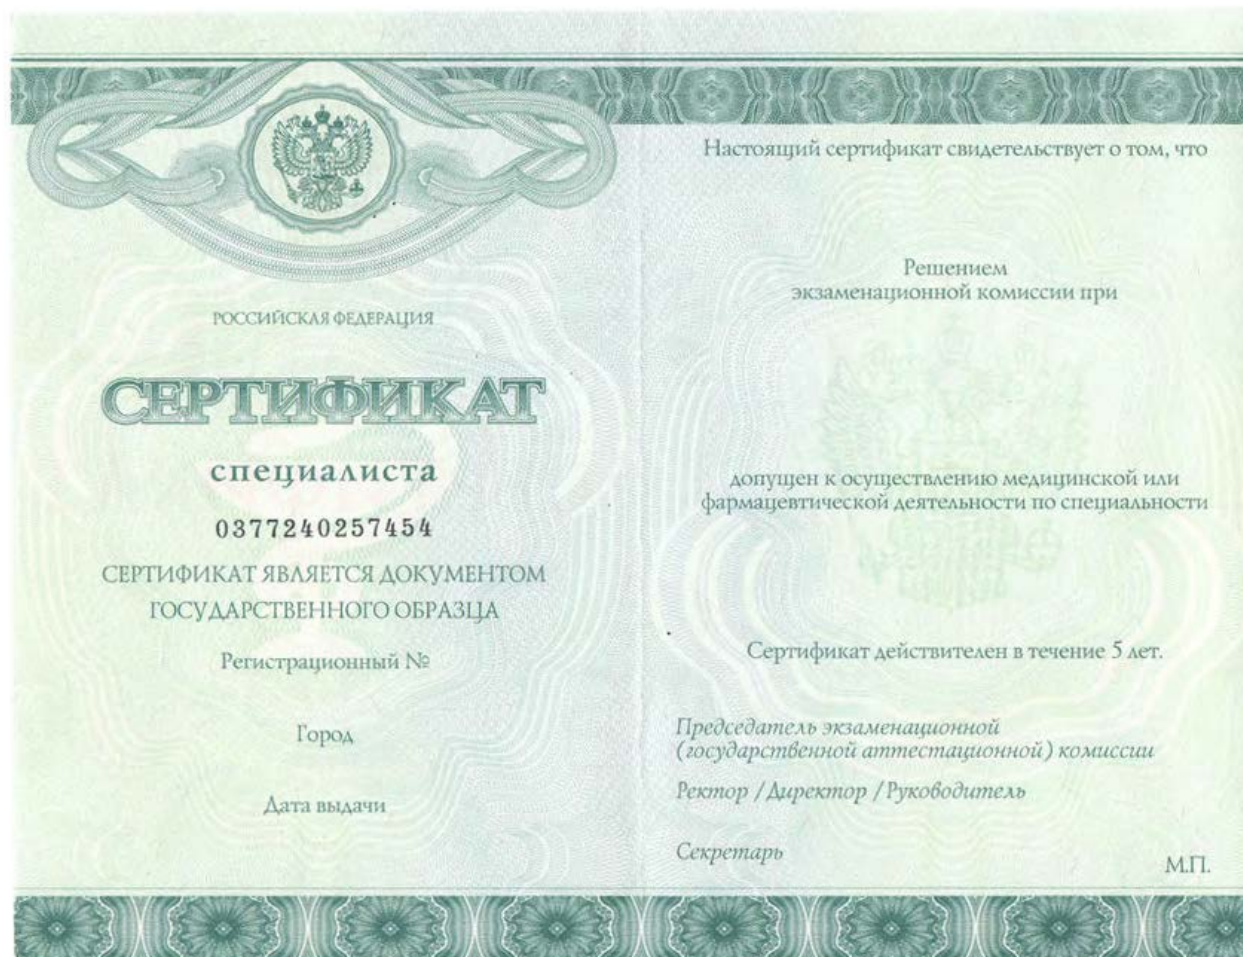 РОССИЙСКАЯ ФЕДЕРАЦИЯ
СЕРТИФИКАТ
специалиста
0377240257454
СЕРТИФИКАТ ЯВЛЯЕТСЯ ДОКУМЕНТОМ
ГОСУДАРСТВЕННОГО ОБРАЗЦА
Регистрационный №
Город
Дата выдачи
Настоящий сертификат свидетельствует о том, что
Решением
экзаменационной комиссии при
допущен к осуществлению медицинской или
фармацевтической деятельности по специальности
Сертификат действителен в течение 5 лет.
Председатель экзаменационной
(государственной аттестационной) комиссии
Ректор / Директор / Руководитель
Секретарь
М.П.